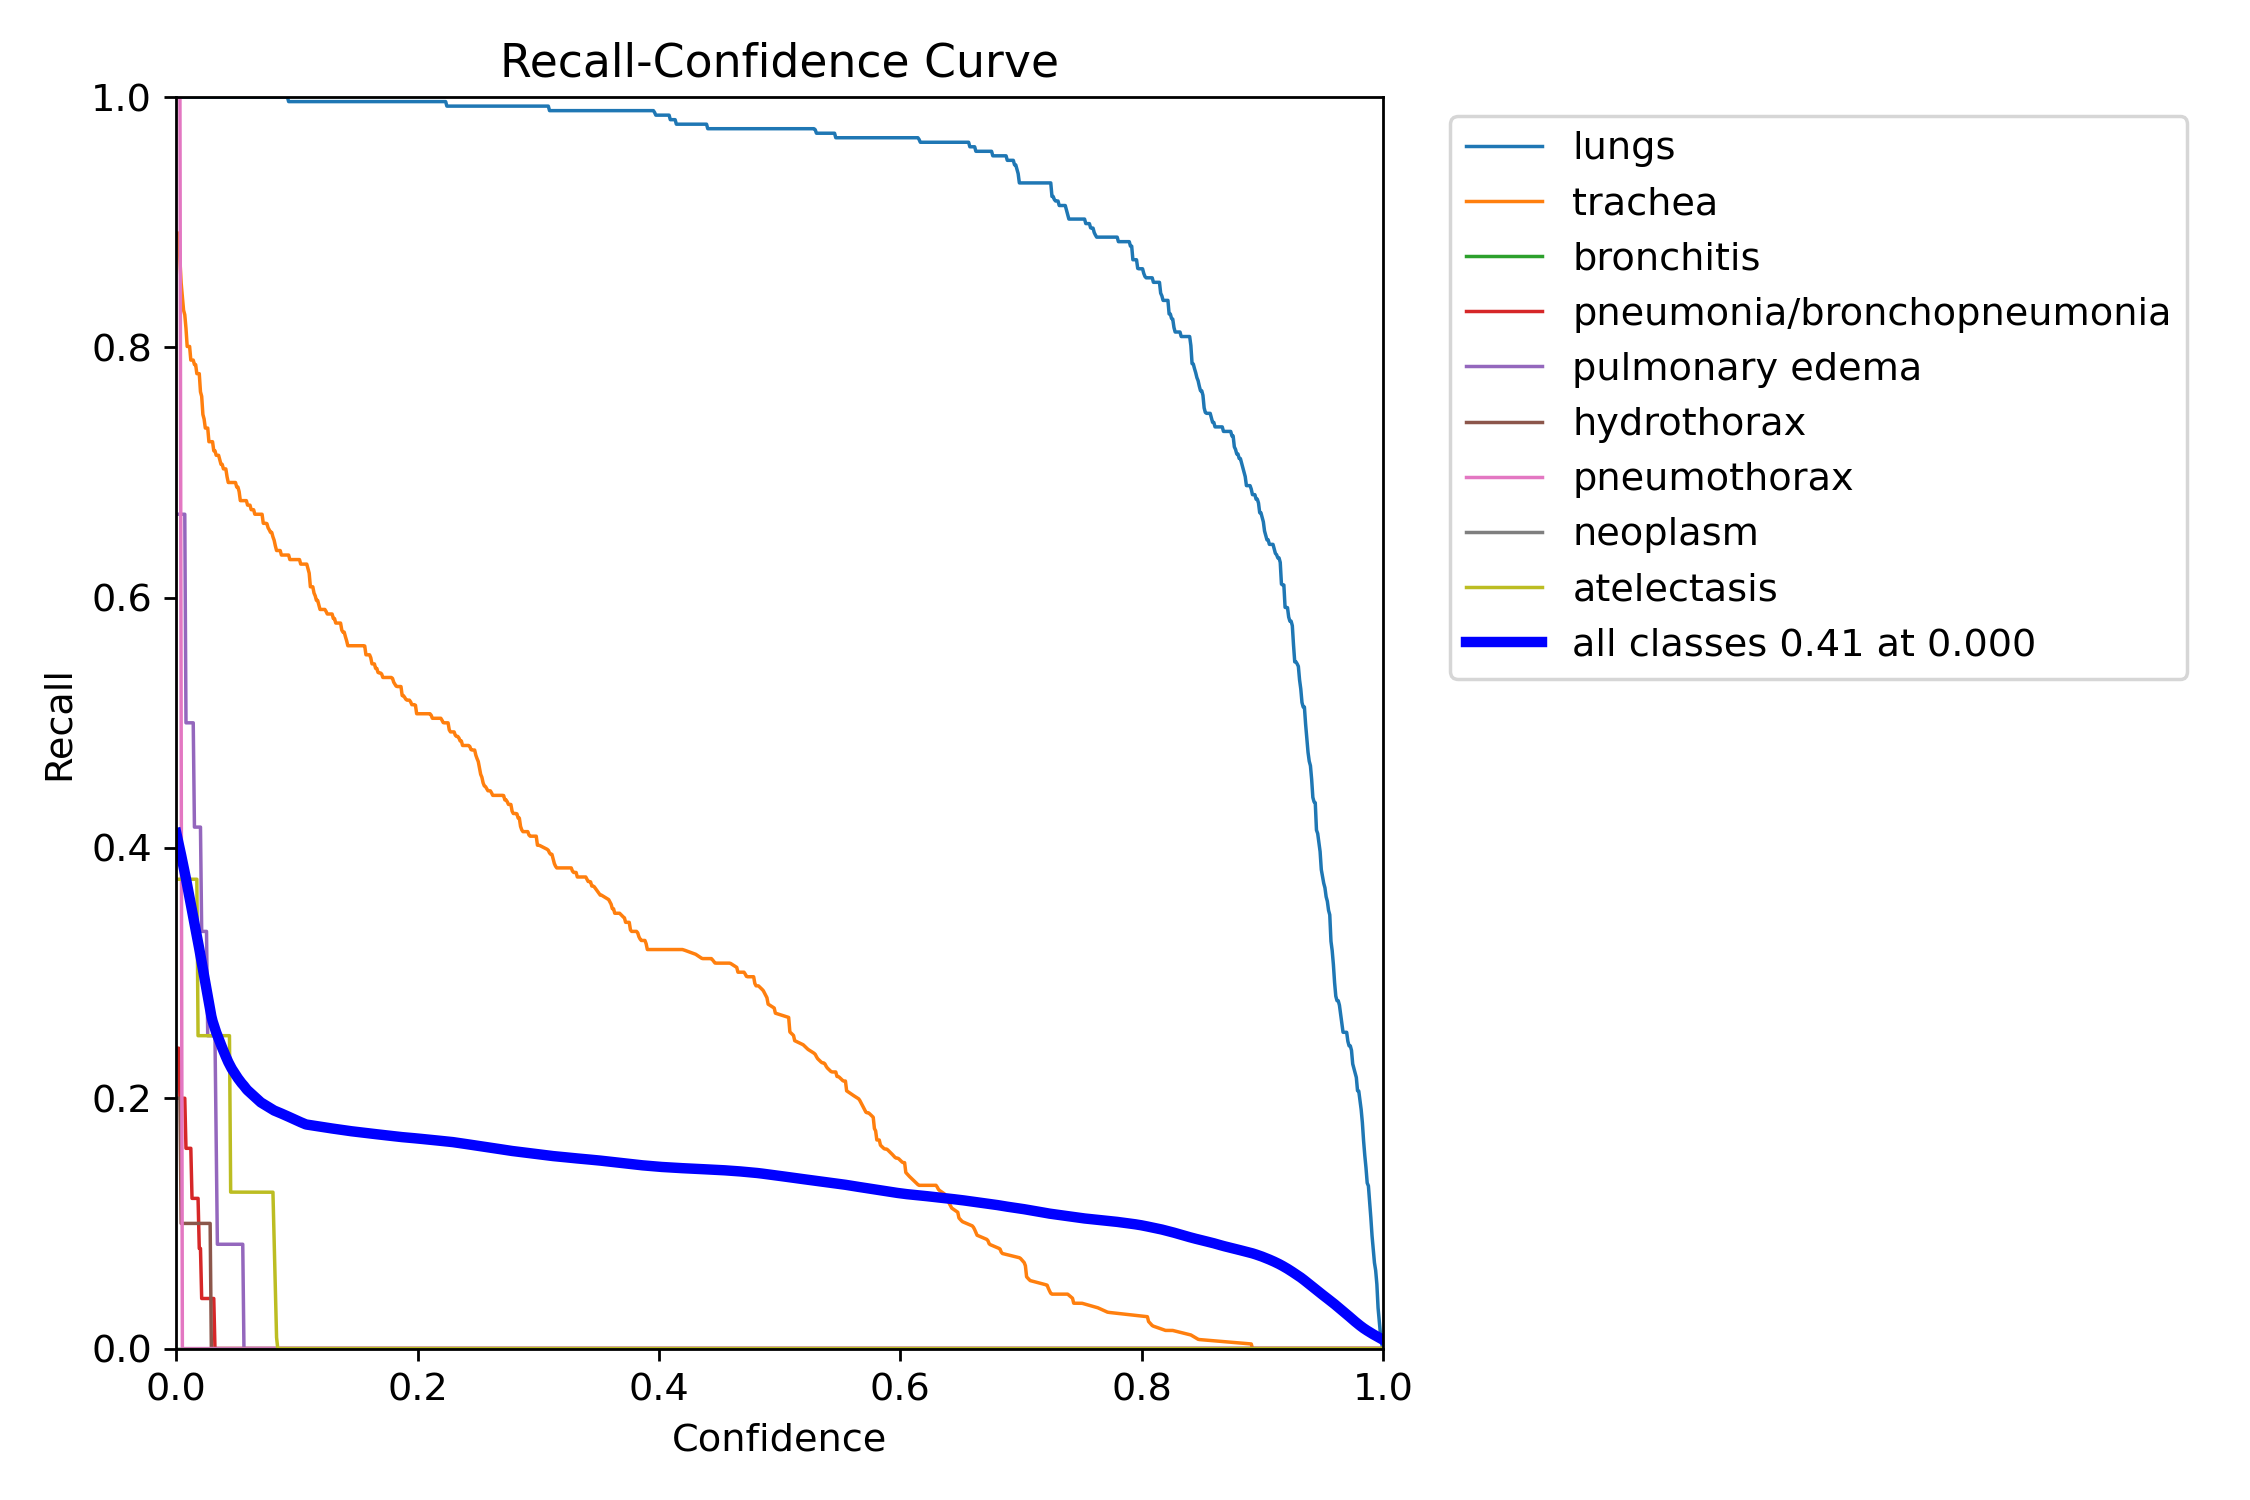 Recall-Confidence Curve
1.0
0.8
0.6
0.4
0.2
0.0
Recall
0.0 0.2 0.4 0.6 0.8 1.0
Confidence
lungs
trachea
bronchitis
pneumonia/bronchopneumonia
pulmonary edema
hydrothorax
pneumothorax
neoplasm
atelectasis
all classes 0.41 at 0.000